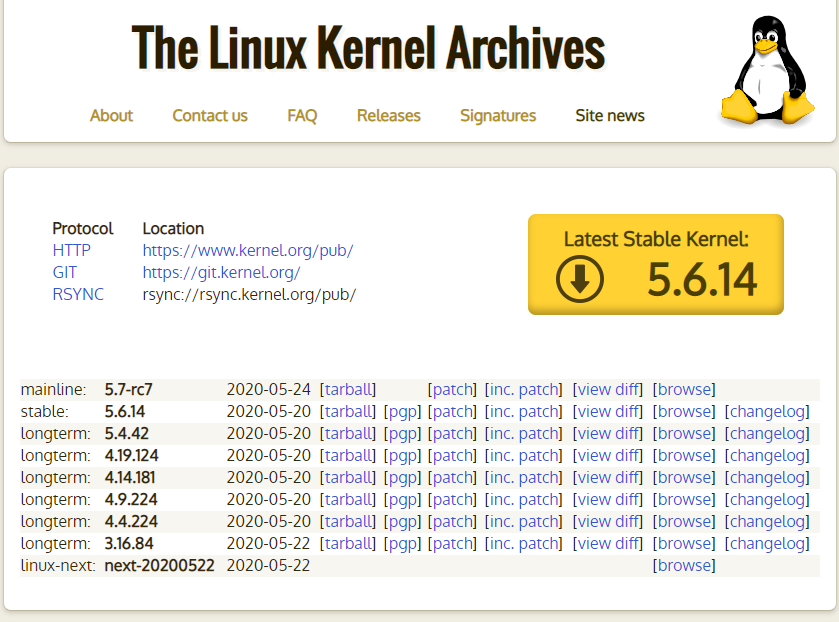 The Linux Kernel Archives
About Contact us FAQ Releases Signatures Site news
Protocol Location
HTTP https://www.kernel.org/pub/
GIT https://git.kernel.org/
RSYNC rsync://rsync.kernel.org/pub/
Latest Stable Kernel:
5.6.14
mainline: 5.7-rc7 2020-05-24 [tarball] [patch] [inc. patch] [view diff] [browse]
stable: 5.6.14 2020-05-20 [tarball] [pgp] [patch] [inc. patch] [view diff] [browse] [changelog]
longterm: 5.4.42 2020-05-20 [tarball] [pgp] [patch] [inc. patch] [view diff] [browse] [changelog]
longterm: 4.19.124 2020-05-20 [tarball] [pgp] [patch] [inc. patch] [view diff] [browse] [changelog]
longterm: 4.14.181 2020-05-20 [tarball] [pgp] [patch] [inc. patch] [view diff] [browse] [changelog]
longterm: 4.9.224 2020-05-20 [tarball] [pgp] [patch] [inc. patch] [view diff] [browse] [changelog]
longterm: 4.4.224 2020-05-20 [tarball] [pgp] [patch] [inc. patch] [view diff] [browse] [changelog]
longterm: 3.16.84 2020-05-22 [tarball] [pgp] [patch] [inc. patch] [view diff] [browse] [changelog]
linux-next: next-20200522 2020-05-22 [browse]